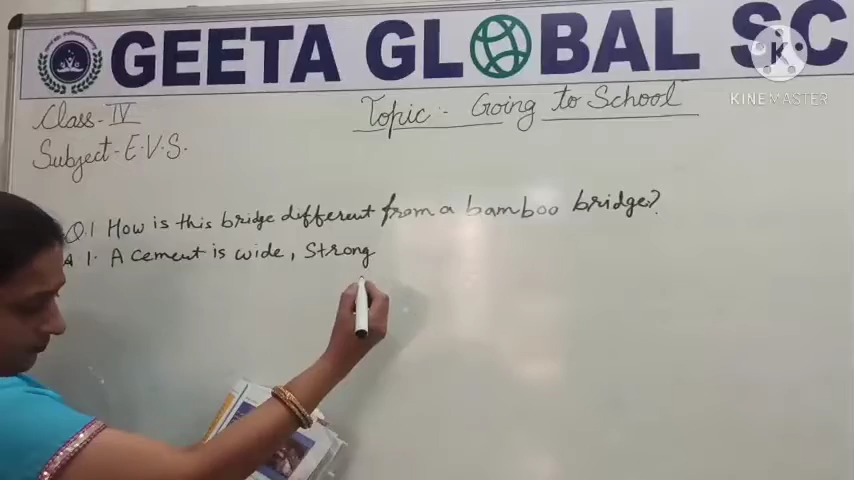 GEETA GLOBAL SC
KINEMASTER
Class - IV
Topic :- Going to School
Subject - E.V.S.
Q.1 How is this bridge different from a bamboo bridge?
A 1. A cement is wide, Strong